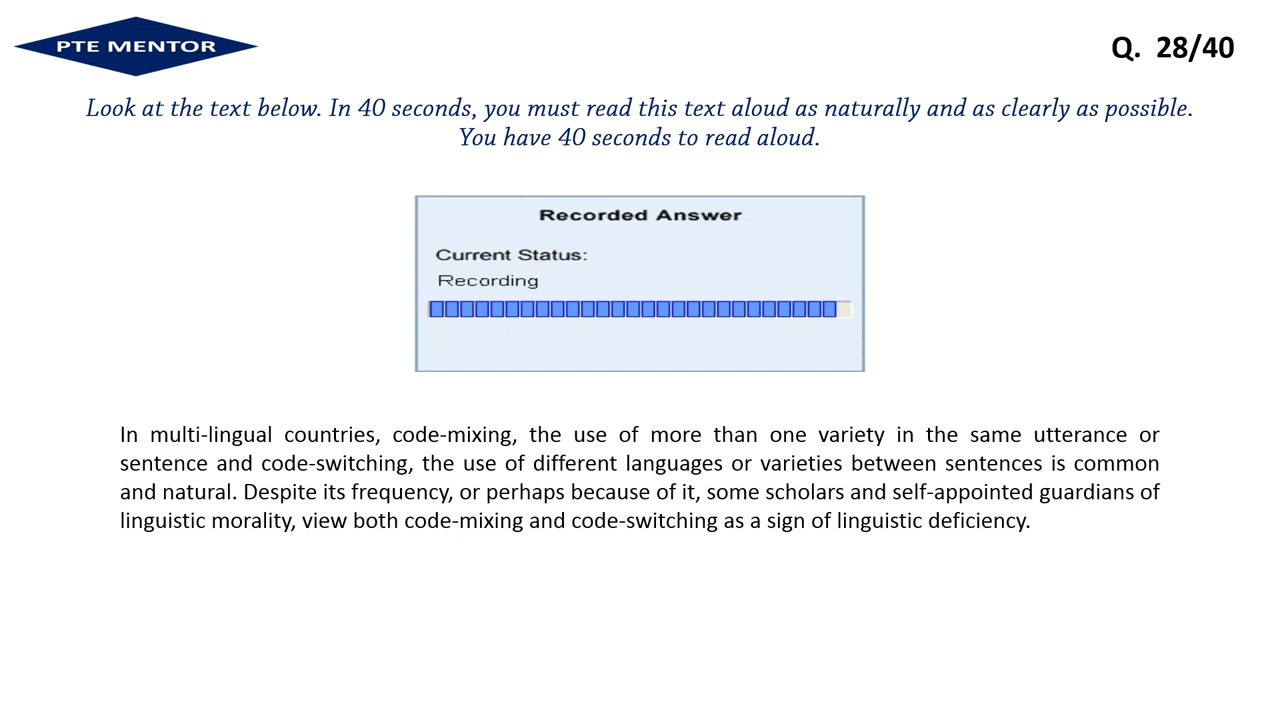 PTE MENTOR
Q. 28/40
Look at the text below. In 40 seconds, you must read this text aloud as naturally and as clearly as possible.
You have 40 seconds to read aloud.
Recorded Answer
Current Status:
Recording
In multi-lingual countries, code-mixing, the use of more than one variety in the same utterance or
sentence and code-switching, the use of different languages or varieties between sentences is common
and natural. Despite its frequency, or perhaps because of it, some scholars and self-appointed guardians of
linguistic morality, view both code-mixing and code-switching as a sign of linguistic deficiency.